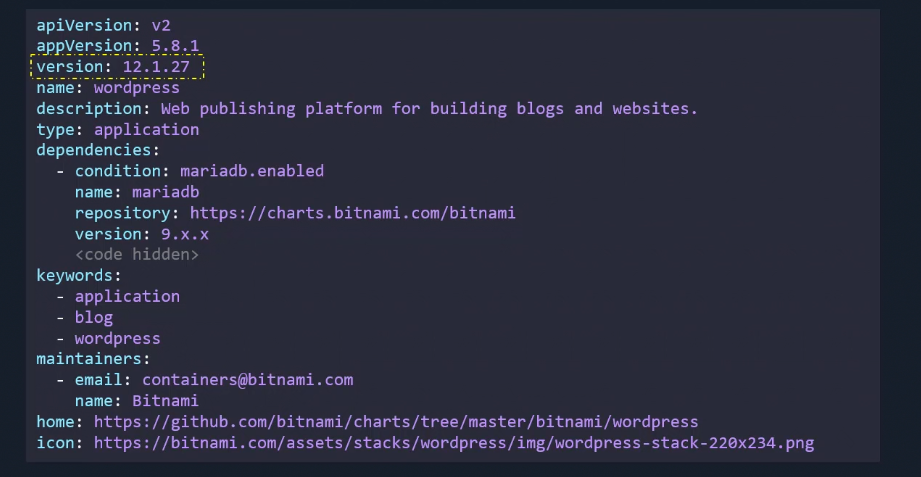 apiVersion: v2
appVersion: 5.8.1
version: 12.1.27
name: wordpress
description: Web publishing platform for building blogs and websites.
type: application
dependencies:
  - condition: mariadb.enabled
    name: mariadb
    repository: https://charts.bitnami.com/bitnami
    version: 9.x.x
    <code hidden>
keywords:
  - application
  - blog
  - wordpress
maintainers:
  - email: containers@bitnami.com
    name: Bitnami
home: https://github.com/bitnami/charts/tree/master/bitnami/wordpress
icon: https://bitnami.com/assets/stacks/wordpress/img/wordpress-stack-220x234.png